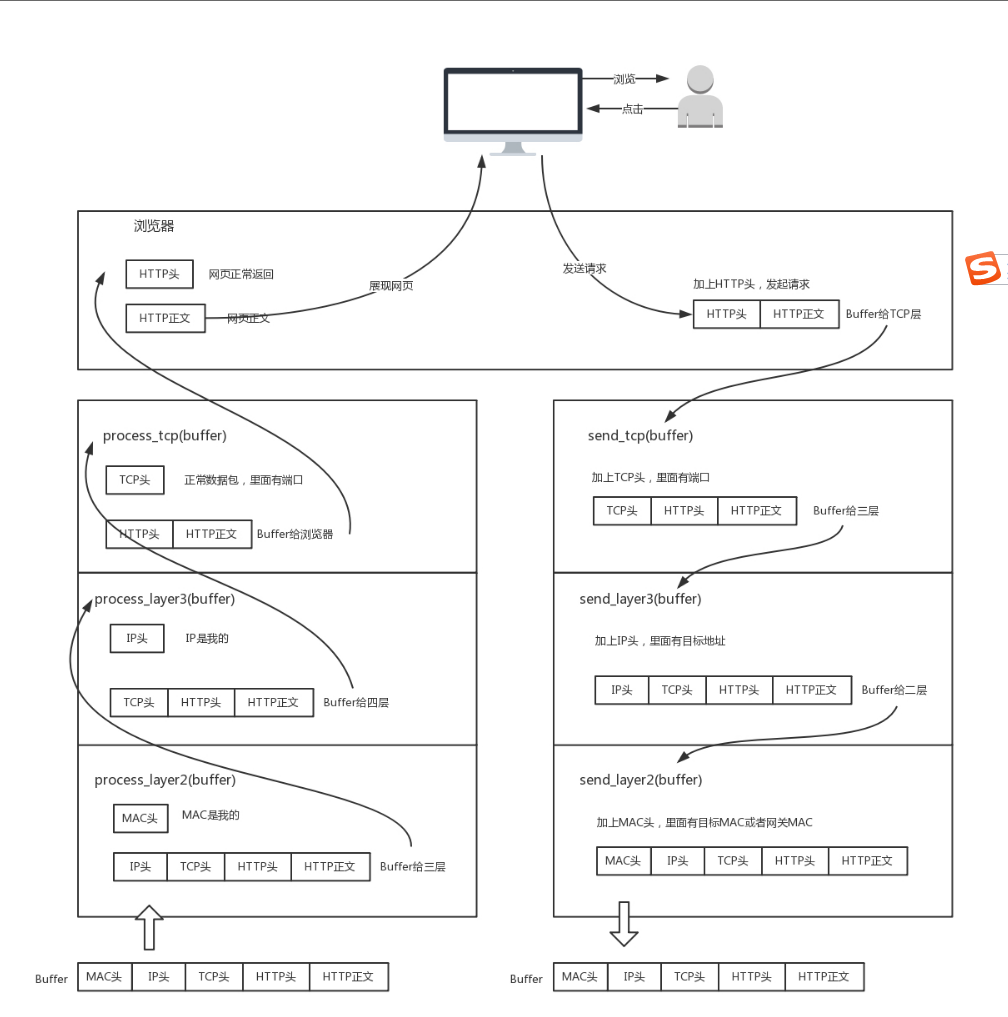 浏览
点击
浏览器
HTTP头
网页正常返回
HTTP正文
网页正文
展现网页
发送请求
加上HTTP头，发起请求
HTTP头 HTTP正文 Buffer给TCP层
process_tcp(buffer)
TCP头
正常数据包，里面有端口
HTTP头 HTTP正文 Buffer给浏览器
process_layer3(buffer)
IP头
IP是我的
TCP头 HTTP头 HTTP正文 Buffer给四层
process_layer2(buffer)
MAC头
MAC是我的
IP头 TCP头 HTTP头 HTTP正文 Buffer给三层
Buffer MAC头 IP头 TCP头 HTTP头 HTTP正文
send_tcp(buffer)
加上TCP头，里面有端口
TCP头 HTTP头 HTTP正文 Buffer给三层
send_layer3(buffer)
加上IP头，里面有目标地址
IP头 TCP头 HTTP头 HTTP正文 Buffer给二层
send_layer2(buffer)
加上MAC头，里面有目标MAC或者网关MAC
MAC头 IP头 TCP头 HTTP头 HTTP正文
Buffer MAC头 IP头 TCP头 HTTP头 HTTP正文
S